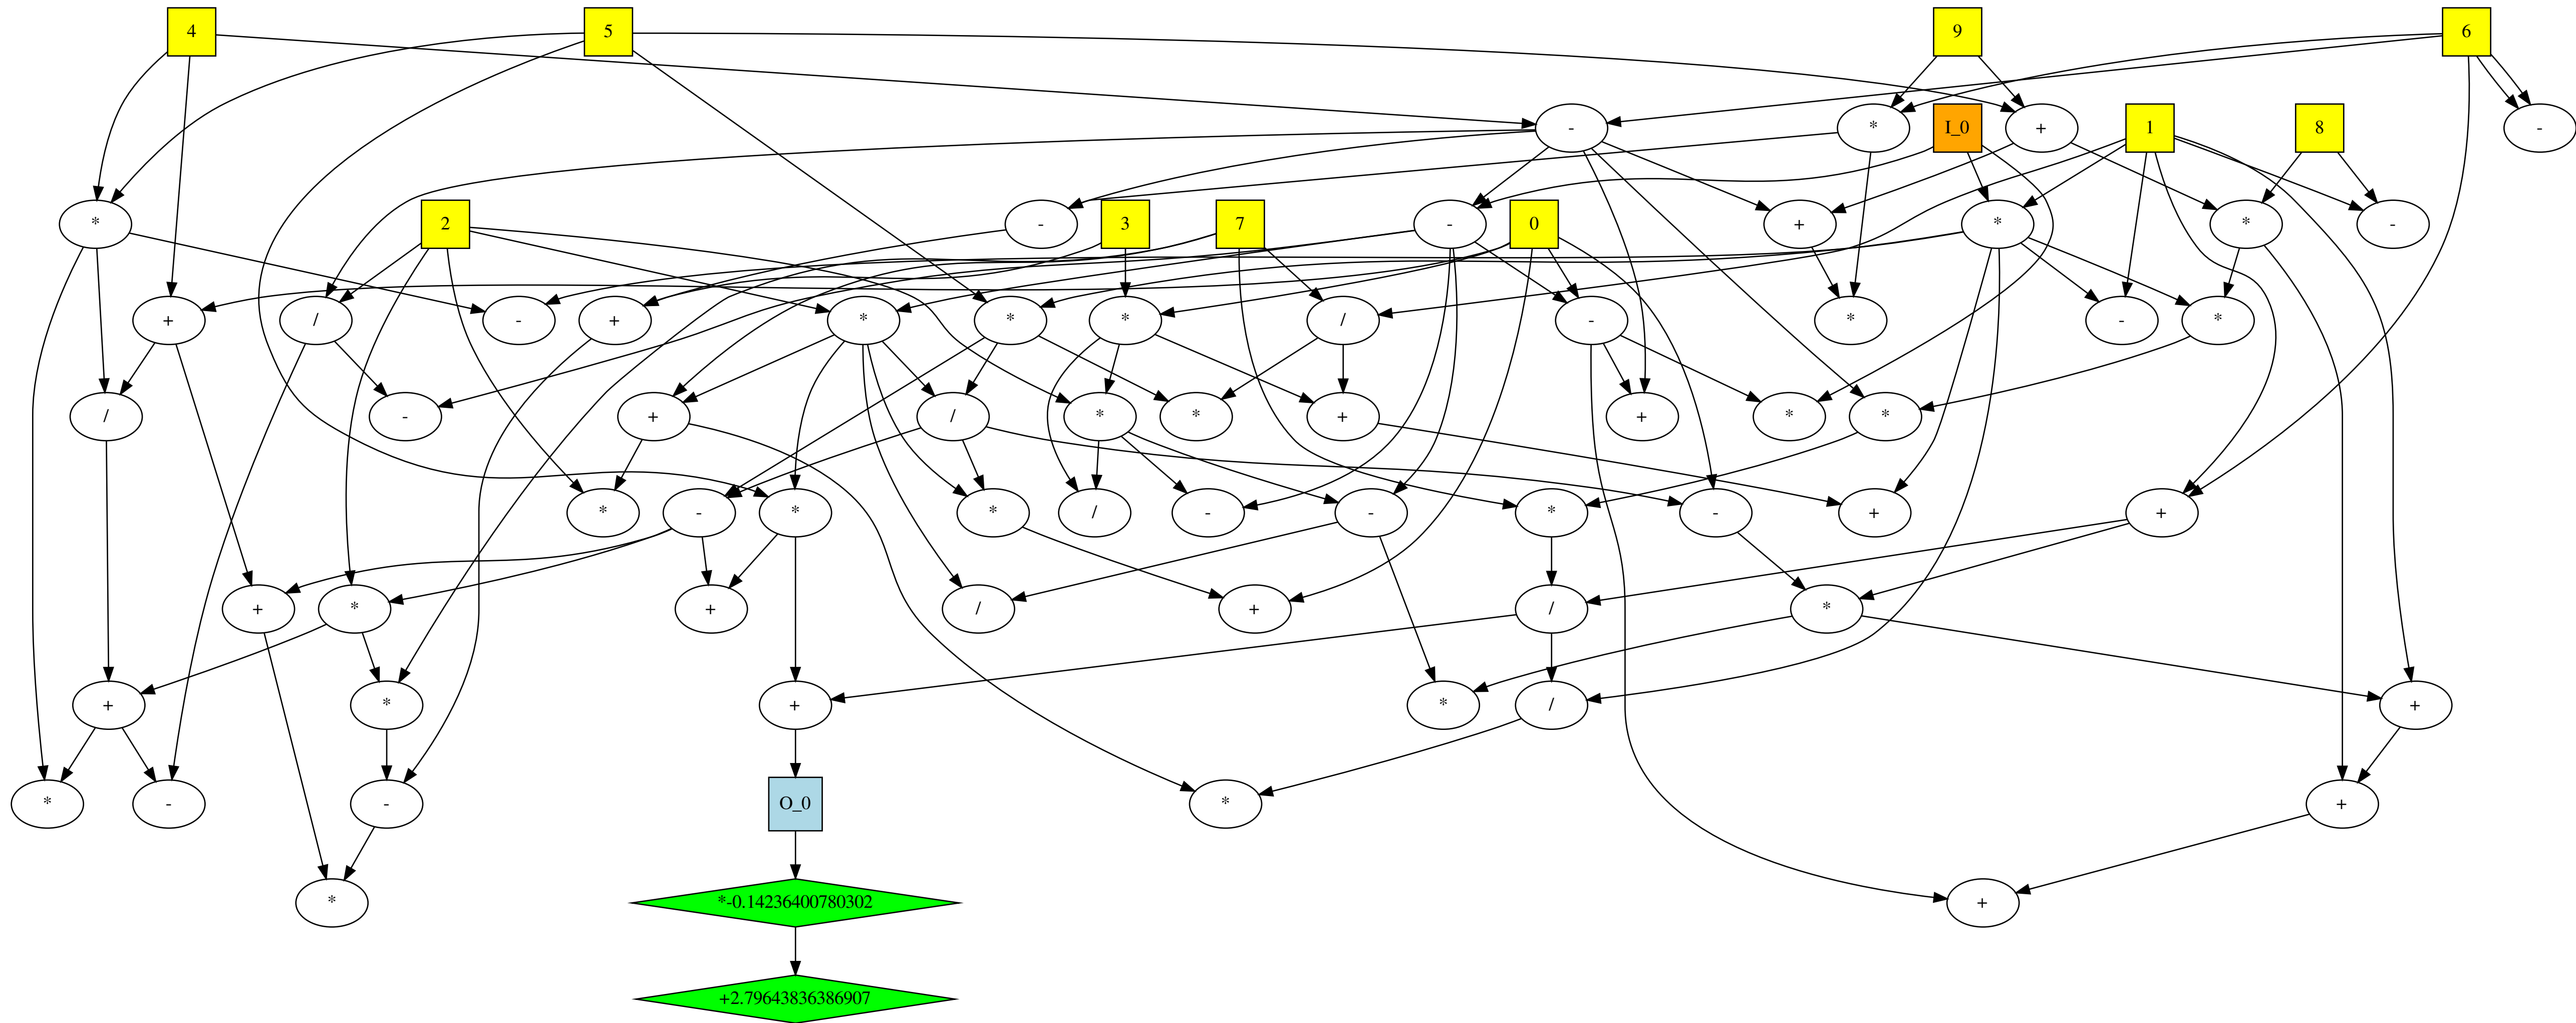 4 5 9 6
- * I_0 + 1 8 -
* 2 - 3 7 - 0 + * * -
+ / - + * * * / - * - *
/ - + / * * + + * *
* - * * / - - * - + +
+ * + / + / *
+ * + * / +
* - - O_0 * +
* *-0.14236400780302 +
+2.79643836386907